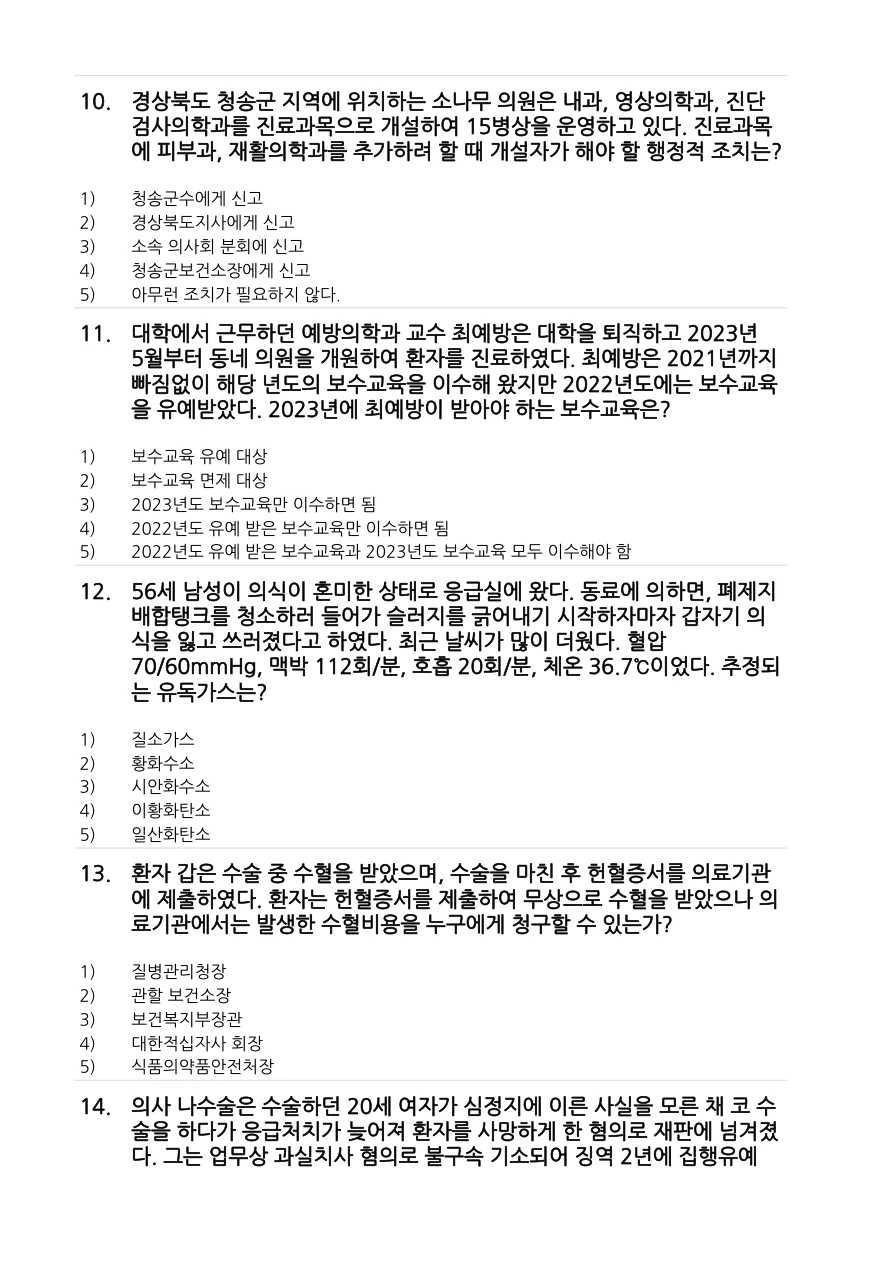 10. 경상북도 청송군 지역에 위치하는 소나무 의원은 내과, 영상의학과, 진단
검사의학과를 진료과목으로 개설하여 15병상을 운영하고 있다. 진료과목
에 피부과, 재활의학과를 추가하려 할 때 개설자가 해야 할 행정적 조치는?
1) 청송군수에게 신고
2) 경상북도지사에게 신고
3) 소속 의사회 분회에 신고
4) 청송군보건소장에게 신고
5) 아무런 조치가 필요하지 않다.
11. 대학에서 근무하던 예방의학과 교수 최예방은 대학을 퇴직하고 2023년
5월부터 동네 의원을 개원하여 환자를 진료하였다. 최예방은 2021년까지
빠짐없이 해당 년도의 보수교육을 이수해 왔지만 2022년도에는 보수교육
을 유예받았다. 2023년에 최예방이 받아야 하는 보수교육은?
1) 보수교육 유예 대상
2) 보수교육 면제 대상
3) 2023년도 보수교육만 이수하면 됨
4) 2022년도 유예 받은 보수교육만 이수하면 됨
5) 2022년도 유예 받은 보수교육과 2023년도 보수교육 모두 이수해야 함
12. 56세 남성이 의식이 혼미한 상태로 응급실에 왔다. 동료에 의하면, 폐제지
배합탱크를 청소하러 들어가 슬러지를 긁어내기 시작하자마자 갑자기 의
식을 잃고 쓰러졌다고 하였다. 최근 날씨가 많이 더웠다. 혈압
70/60mmHg, 맥박 112회/분, 호흡 20회/분, 체온 36.7℃이었다. 추정되
는 유독가스는?
1) 질소가스
2) 황화수소
3) 시안화수소
4) 이황화탄소
5) 일산화탄소
13. 환자 갑은 수술 중 수혈을 받았으며, 수술을 마친 후 헌혈증서를 의료기관
에 제출하였다. 환자는 헌혈증서를 제출하여 무상으로 수혈을 받았으나 의
료기관에서는 발생한 수혈비용을 누구에게 청구할 수 있는가?
1) 질병관리청장
2) 관할 보건소장
3) 보건복지부장관
4) 대한적십자사 회장
5) 식품의약품안전처장
14. 의사 나수술은 수술하던 20세 여자가 심정지에 이른 사실을 모른 채 코 수
술을 하다가 응급처치가 늦어져 환자를 사망하게 한 혐의로 재판에 넘겨졌
다. 그는 업무상 과실치사 혐의로 불구속 기소되어 징역 2년에 집행유예